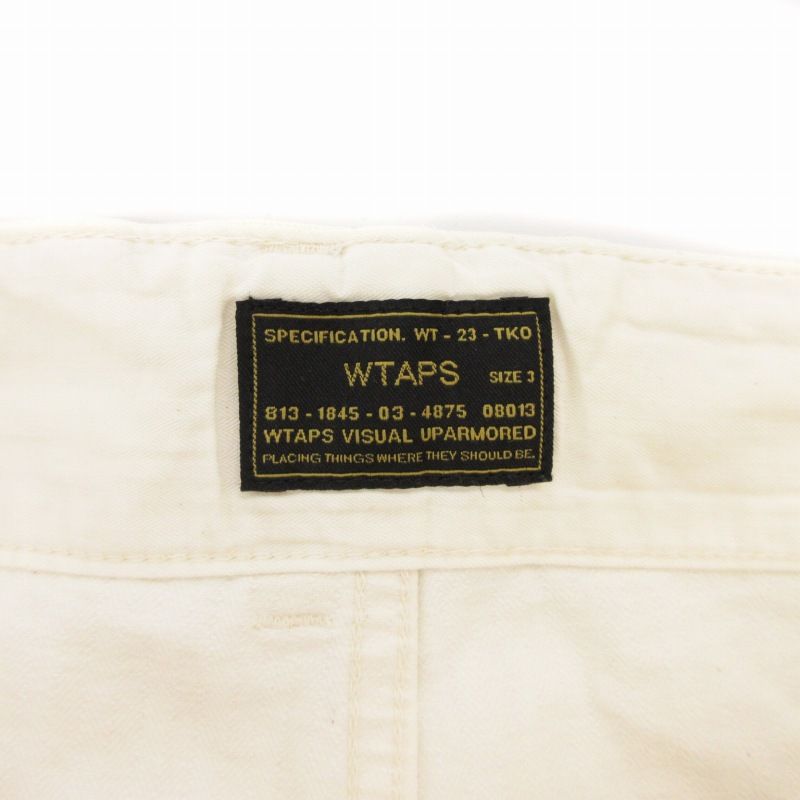 SPECIFICATION. WT - 23 - TKO
WTAPS SIZE 3
813 - 1845 - 03 - 4875 08013
WTAPS VISUAL UPARMORED
PLACING THINGS WHERE THEY SHOULD BE.